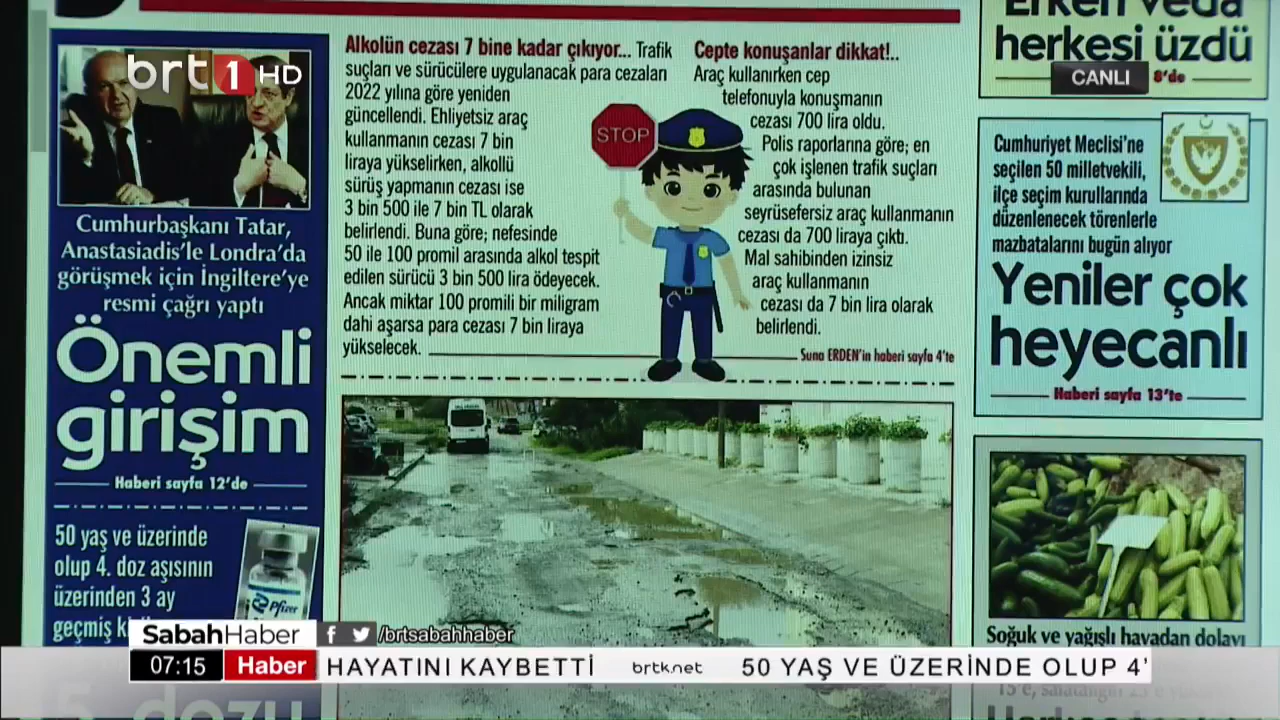 brt 1 HD
CANLI
Cumhurbaşkanı Tatar,
Anastasiadis'le Londra'da
görüşmek için İngiltere'ye
resmi çağrı yaptı
Önemli
girişim
Haberi sayfa 12'de
50 yaş ve üzerinde
olup 4. doz aşısının
üzerinden 3 ay
geçmiş
Pfizer
Alkolün cezası 7 bine kadar çıkıyor... Trafik
suçları ve sürücülere uygulanacak para cezaları
2022 yılına göre yeniden
güncellendi. Ehliyetsiz araç
kullanmanın cezası 7 bin
liraya yükselirken, alkollü
sürüş yapmanın cezası ise
3 bin 500 ile 7 bin TL olarak
belirlendi. Buna göre; nefesinde
50 ile 100 promil arasında alkol tespit
edilen sürücü 3 bin 500 lira ödeyecek.
Ancak miktar 100 promili bir miligram
dahi aşarsa para cezası 7 bin liraya
yükselecek.
STOP
Cepte konuşanlar dikkat!..
Araç kullanırken cep
telefonuyla konuşmanın
cezası 700 lira oldu.
Polis raporlarına göre; en
çok işlenen trafik suçları
arasında bulunan
seyrüsefersiz araç kullanmanın
cezası da 700 liraya çıktı.
Mal sahibinden izinsiz
araç kullanmanın
cezası da 7 bin lira olarak
belirlendi.
Suna ERDEN'in haberi sayfa 4'te
Erken veda
herkesi üzdü
8'de
Cumhuriyet Meclisi'ne
seçilen 50 milletvekili,
ilçe seçim kurullarında
düzenlenecek törenlerle
mazbatalarını bugün alıyor
Yeniler çok
heyecanlı
Haberi sayfa 13'te
Soğuk ve yağışlı havadan dolayı
SabahHaber
/brtsabahhaber
07:15 Haber HAYATINI KAYBETTİ brtk.net 50 YAŞ VE ÜZERİNDE OLUP 4'
5. dozu